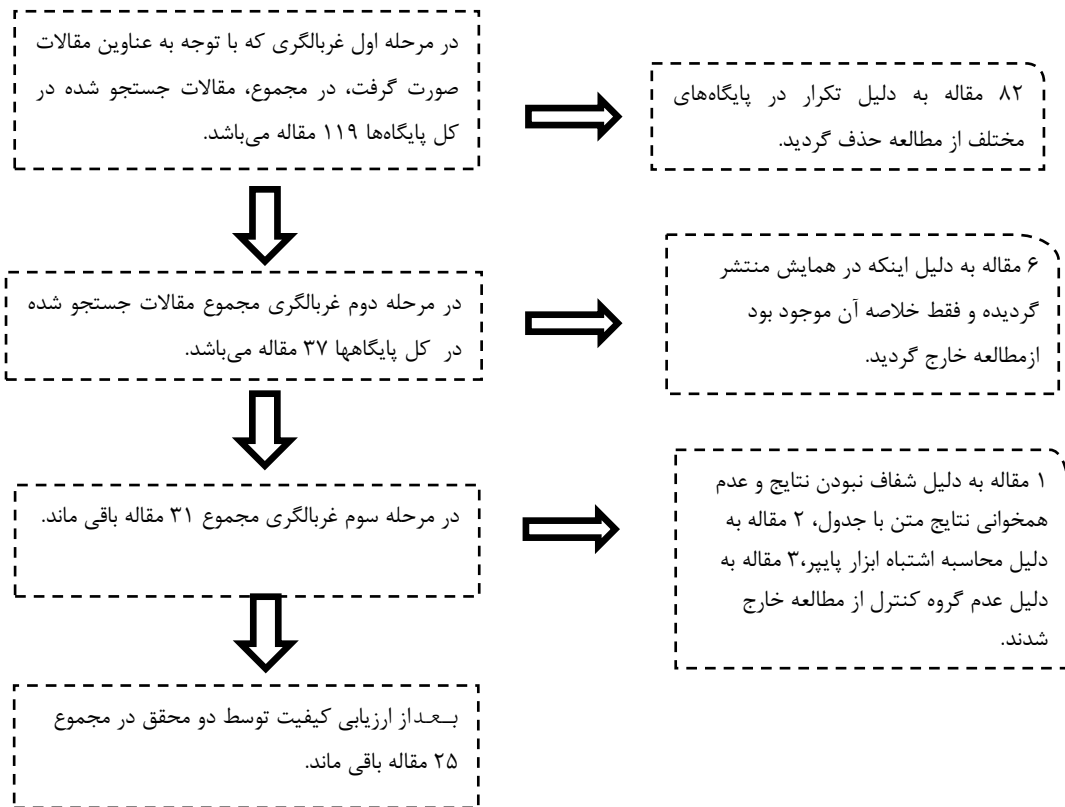 در مرحله اول غربالگری که با توجه به عناوین مقالات
صورت گرفت، در مجموع، مقالات جستجو شده در
کل پایگاه‌ها ۱۱۹ مقاله می‌باشد.
۸۲ مقاله به دلیل تکرار در پایگاه‌های
مختلف از مطالعه حذف گردید.
در مرحله دوم غربالگری مجموع مقالات جستجو شده
در کل پایگاهها ۳۷ مقاله می‌باشد.
۶ مقاله به دلیل اینکه در همایش منتشر
گردیده و فقط خلاصه آن موجود بود
ازمطالعه خارج گردید.
در مرحله سوم غربالگری مجموع ۳۱ مقاله باقی ماند.
۱ مقاله به دلیل شفاف نبودن نتایج و عدم
همخوانی نتایج متن با جدول، ۲ مقاله به
دلیل محاسبه اشتباه ابزار پایپر،۳ مقاله به
دلیل عدم گروه کنترل از مطالعه خارج
شدند.
بـعـداز ارزیابی کیفیت توسط دو محقق در مجموع
۲۵ مقاله باقی ماند.